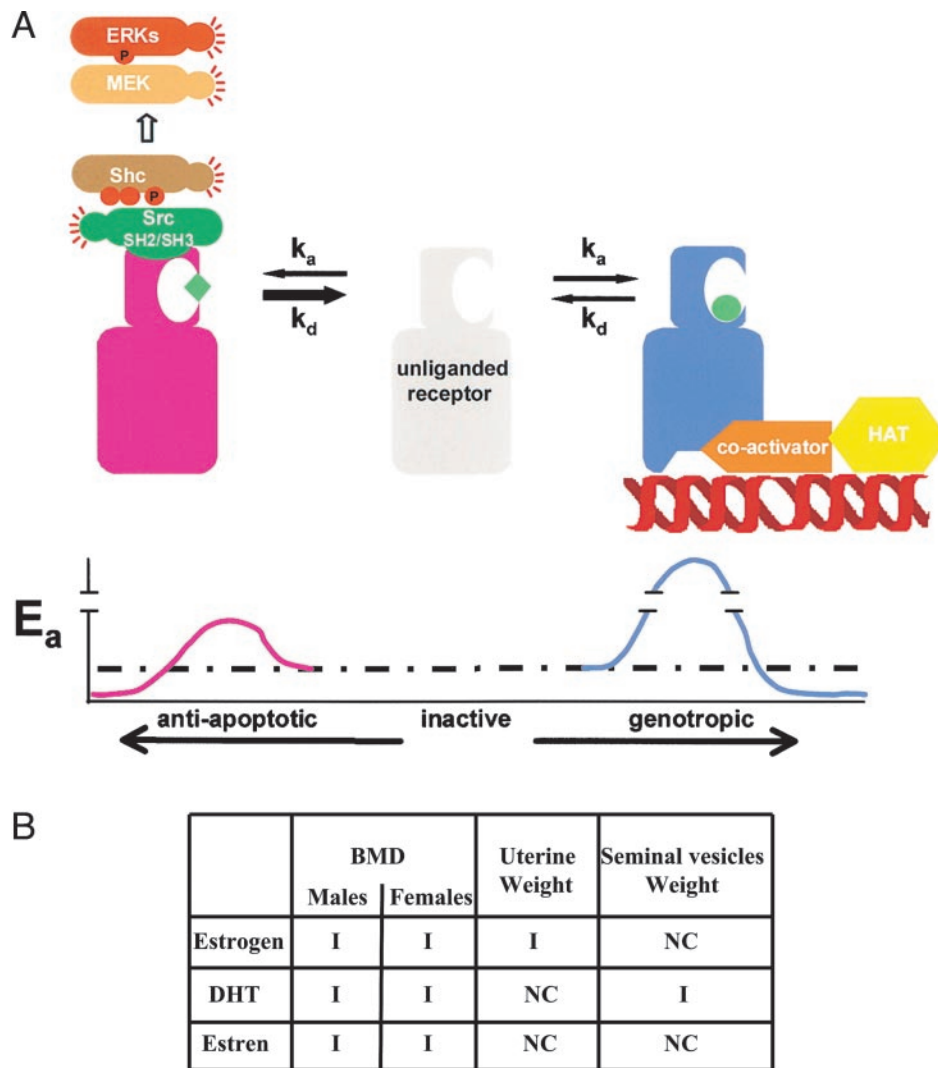 A
ERKs
P
MEK
Shc
P
Src
SH2/SH3
ka
kd
ka
kd
unliganded
receptor
co-activator
HAT
Ea
anti-apoptotic
inactive
genotropic
B
BMD
Uterine
Weight
Seminal vesicles
Weight
Males
Females
Estrogen I I I NC
DHT I I NC I
Estren I I NC NC